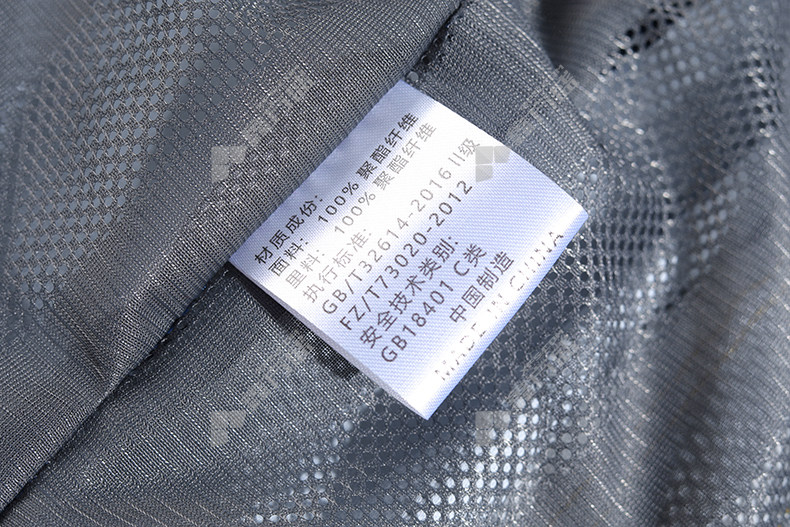 材质成份:
面料: 100% 聚酯纤维
里料: 100% 聚酯纤维
执行标准:
GB/T32614-2016 II级
FZ/T73020-2012
安全技术类别:
GB18401 C类
中国制造
MADE IN CHINA